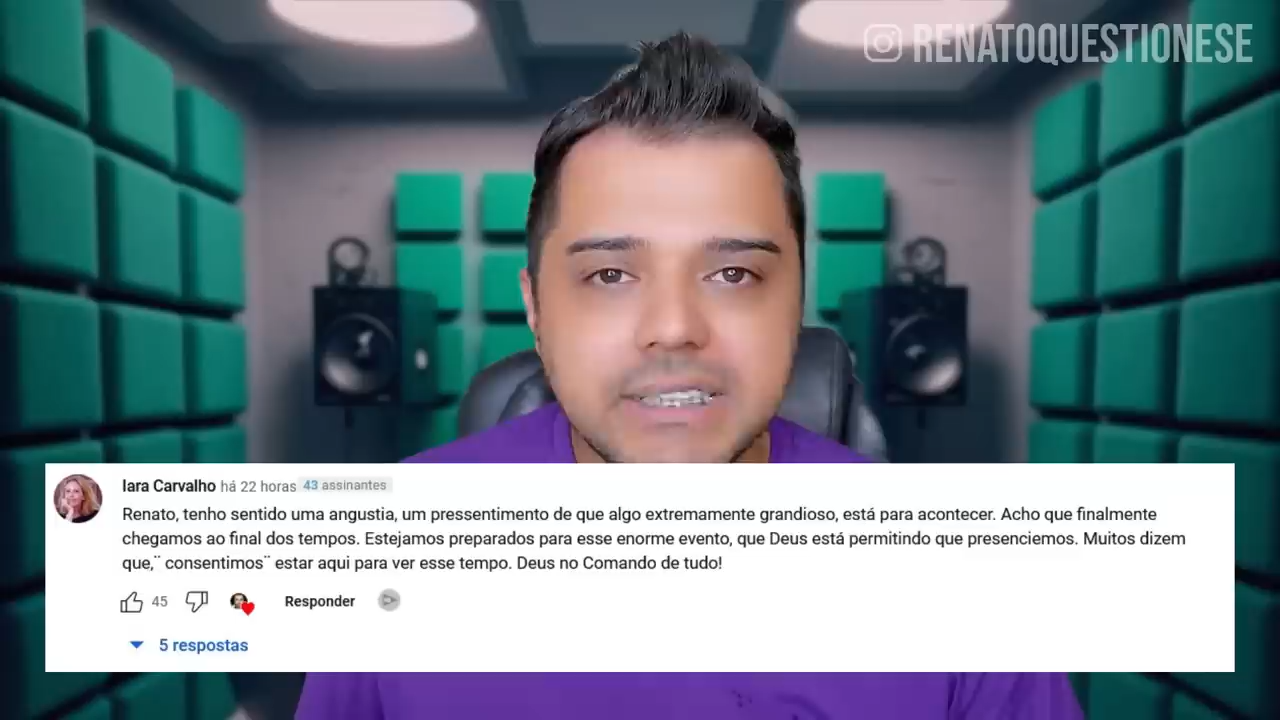 RENATOQUESTIONESE
Iara Carvalho há 22 horas 43 assinantes
Renato, tenho sentido uma angustia, um pressentimento de que algo extremamente grandioso, está para acontecer. Acho que finalmente
chegamos ao final dos tempos. Estejamos preparados para esse enorme evento, que Deus está permitindo que presenciemos. Muitos dizem
que,¨ consentimos¨ estar aqui para ver esse tempo. Deus no Comando de tudo!
45 Responder
5 respostas